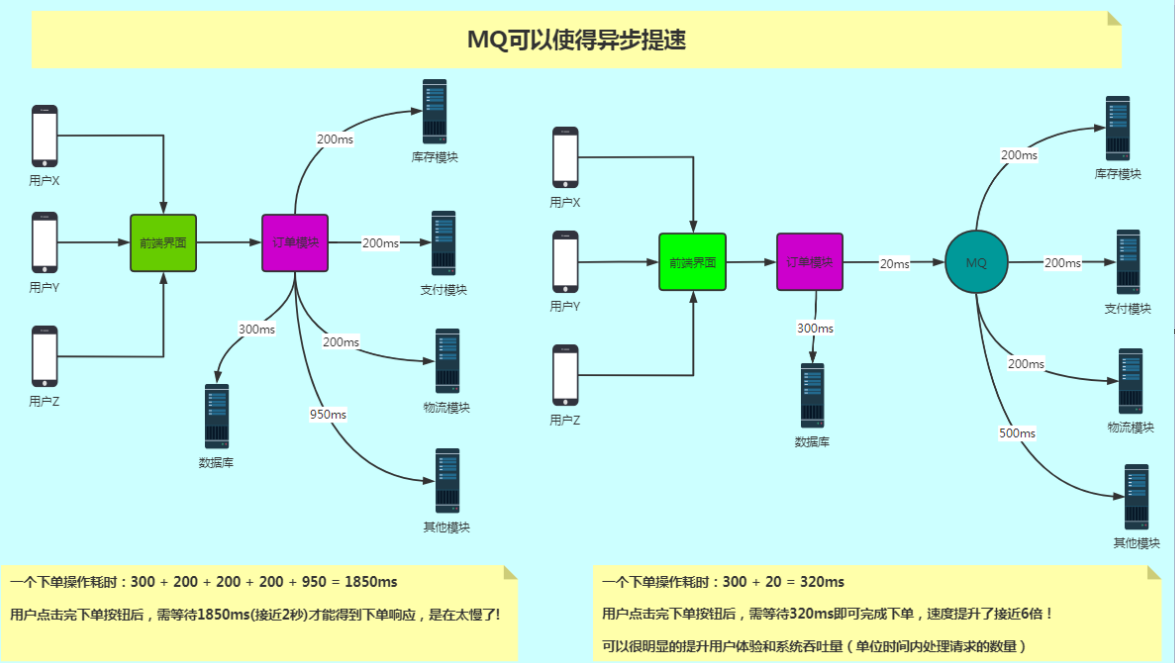 MQ可以使得异步提速
用户X
用户Y
用户Z
前端界面
订单模块
200ms
库存模块
200ms
支付模块
200ms
物流模块
950ms
其他模块
300ms
数据库
一个下单操作耗时：300 + 200 + 200 + 200 + 950 = 1850ms
用户点击完下单按钮后，需等待1850ms(接近2秒)才能得到下单响应，是在太慢了!
用户X
用户Y
用户Z
前端界面
订单模块
20ms
MQ
300ms
数据库
200ms
库存模块
200ms
支付模块
200ms
物流模块
500ms
其他模块
一个下单操作耗时：300 + 20 = 320ms
用户点击完下单按钮后，需等待320ms即可完成下单，速度提升了接近6倍！
可以很明显的提升用户体验和系统吞吐量（单位时间内处理请求的数量）